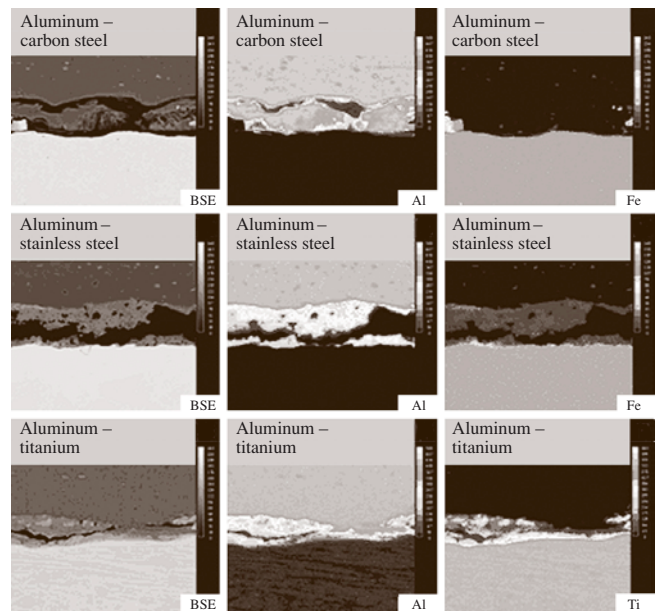 Aluminum –
carbon steel
BSE
Aluminum –
carbon steel
Al
Aluminum –
carbon steel
Fe
Aluminum –
stainless steel
BSE
Aluminum –
stainless steel
Al
Aluminum –
stainless steel
Fe
Aluminum –
titanium
BSE
Aluminum –
titanium
Al
Aluminum –
titanium
Ti